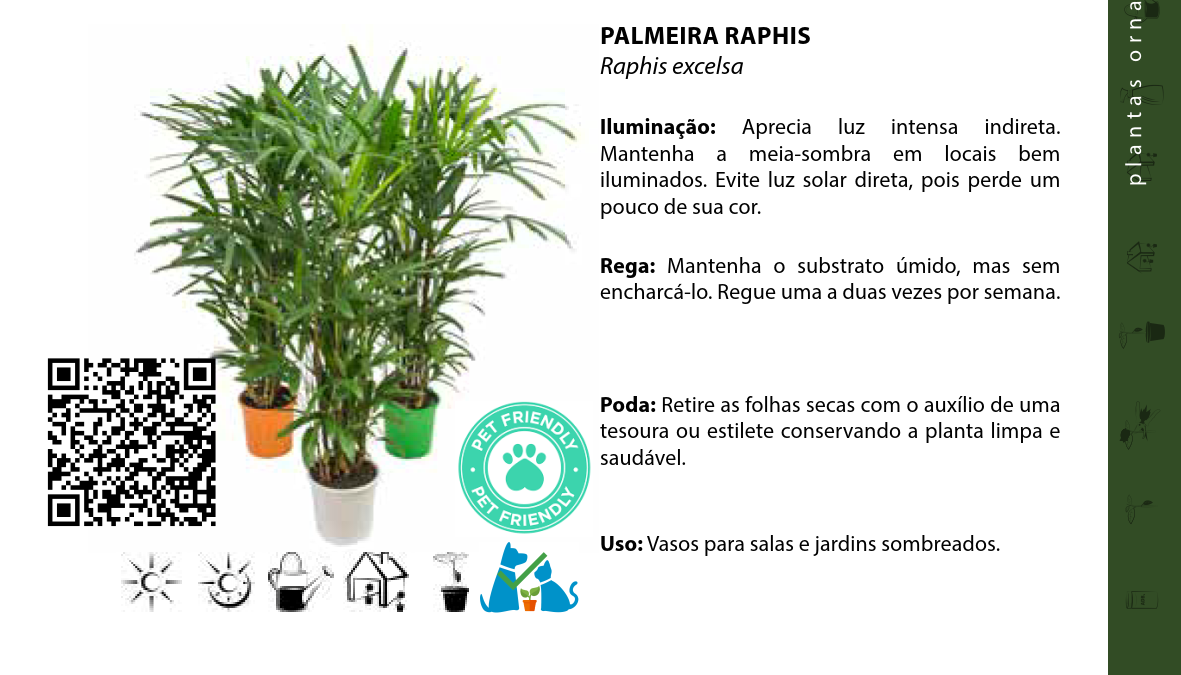 PALMEIRA RAPHIS
Raphis excelsa
Iluminação: Aprecia luz intensa indireta.
Mantenha a meia-sombra em locais bem
iluminados. Evite luz solar direta, pois perde um
pouco de sua cor.
Rega: Mantenha o substrato úmido, mas sem
encharcá-lo. Regue uma a duas vezes por semana.
Poda: Retire as folhas secas com o auxílio de uma
tesoura ou estilete conservando a planta limpa e
saudável.
Uso: Vasos para salas e jardins sombreados.
PET FRIENDLY
PET FRIENDLY
plantas orna